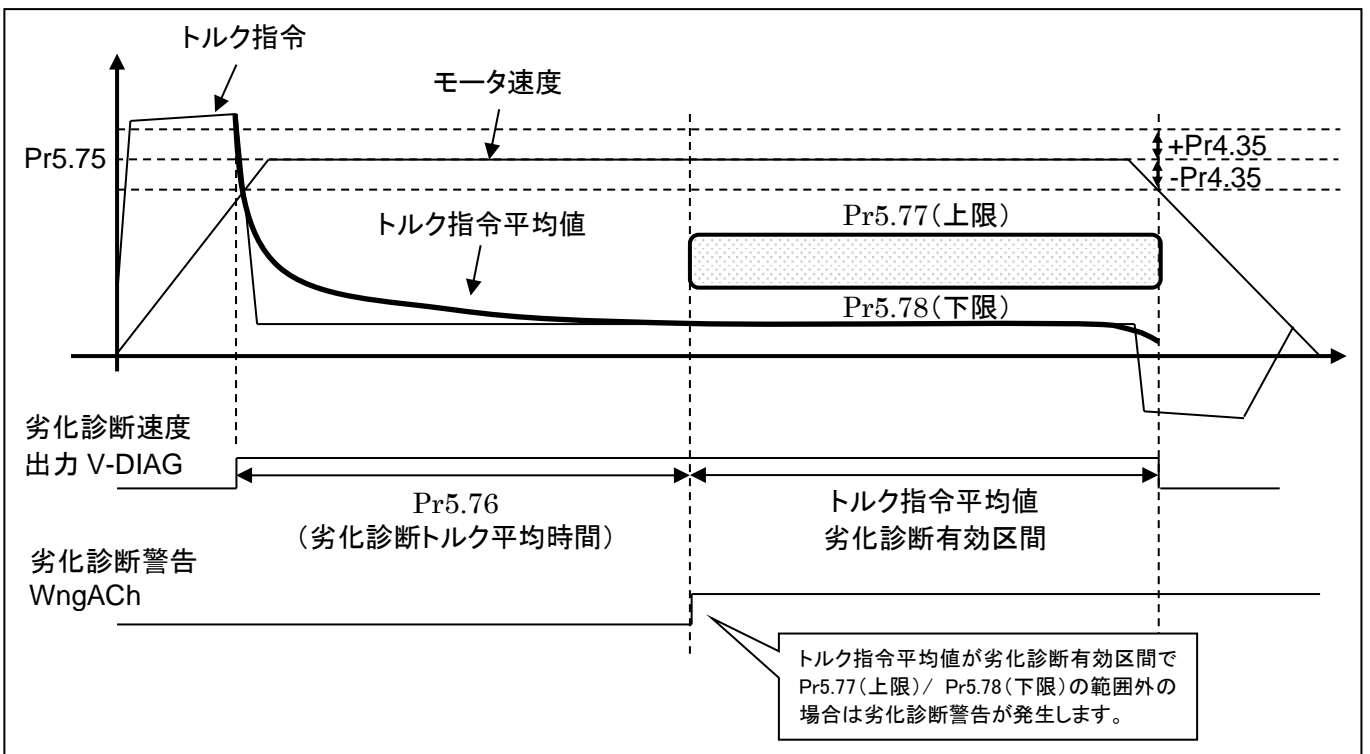 トルク指令
モータ速度
Pr5.75
+Pr4.35
-Pr4.35
トルク指令平均値
Pr5.77(上限)
Pr5.78(下限)
劣化診断速度
出力 V-DIAG
Pr5.76
(劣化診断トルク平均時間)
トルク指令平均値
劣化診断有効区間
劣化診断警告
WngACh
トルク指令平均値が劣化診断有効区間で
Pr5.77(上限)/ Pr5.78(下限)の範囲外の
場合は劣化診断警告が発生します。